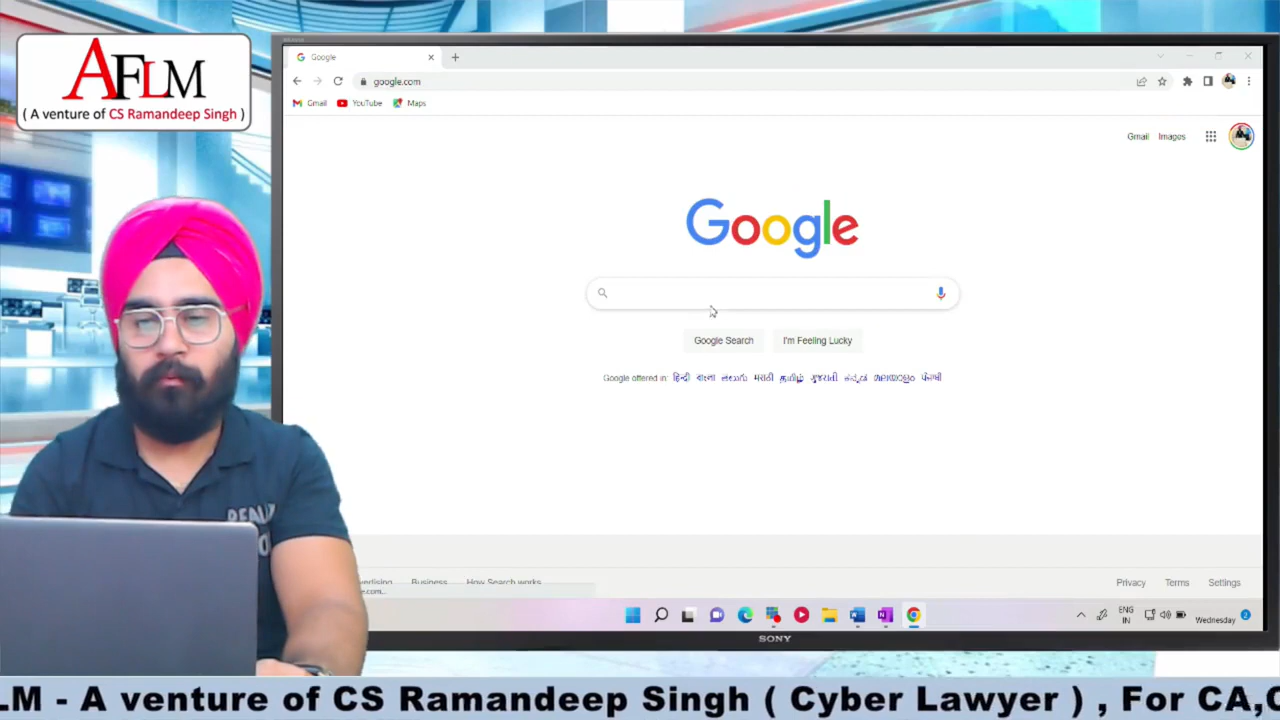 AFLM
( A venture of CS Ramandeep Singh )
Google
google.com
Gmail YouTube Maps
Gmail Images
Google
Google Search I'm Feeling Lucky
Google offered in: हिन्दी বাংলা తెలుగు मराठी தமிழ் ગુજરાતી ಕನ್ನಡ മലയാളം ਪੰਜਾਬੀ
Business How Search works
Privacy Terms Settings
ENG
IN
Wednesday 2
SONY
LM - A venture of CS Ramandeep Singh ( Cyber Lawyer ) , For CA,C